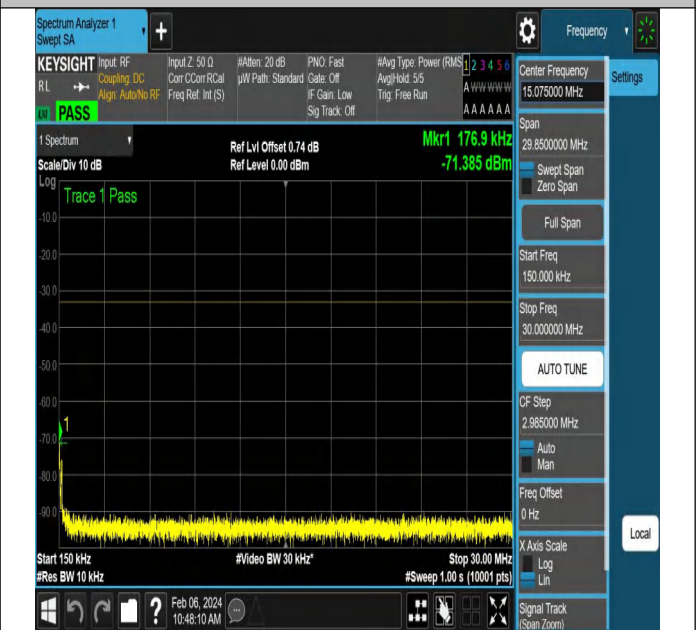 Spectrum Analyzer 1
Swept SA
+
Frequency
KEYSIGHT
RL
LXI
PASS
Input: RF
Coupling: DC
Align: Auto/No RF
Input Z: 50 Ω
Corr CCorr RCal
Freq Ref: Int (S)
#Atten: 20 dB
µW Path: Standard
PNO: Fast
Gate: Off
IF Gain: Low
Sig Track: Off
#Avg Type: Power (RMS
Avg|Hold: 5/5
Trig: Free Run
1 2 3 4 5 6
A W W W W W
A A A A A A
1 Spectrum
Scale/Div 10 dB
Ref Lvl Offset 0.74 dB
Ref Level 0.00 dBm
Mkr1 176.9 kHz
-71.385 dBm
Log
Trace 1 Pass
-10.0
-20.0
-30.0
-40.0
-50.0
-60.0
-70.0
-80.0
-90.0
1
Start 150 kHz
#Res BW 10 kHz
#Video BW 30 kHz*
Stop 30.00 MHz
#Sweep 1.00 s (10001 pts)
Center Frequency
15.075000 MHz
Settings
Span
29.8500000 MHz
Swept Span
Zero Span
Full Span
Start Freq
150.000 kHz
Stop Freq
30.000000 MHz
AUTO TUNE
CF Step
2.985000 MHz
Auto
Man
Freq Offset
0 Hz
X Axis Scale
Log
Lin
Signal Track
(Span Zoom)
Local
?
Feb 06, 2024
10:48:10 AM